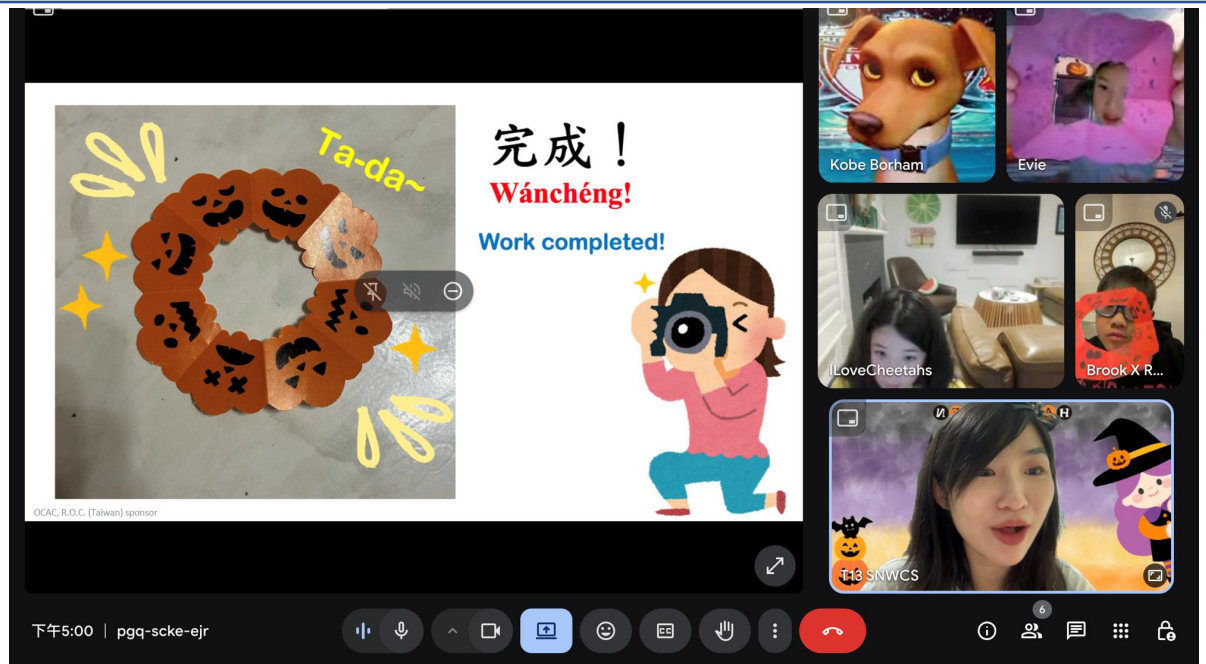 Ta-da~
完成！
Wánchéng!
Work completed!
OCAC, R.O.C. (Taiwan) sponsor
Kobe Borham
Evie
ILoveCheetahs
Brook X R...
T13 SNWCS
下午5:00 | pgq-scke-ejr
CC
6